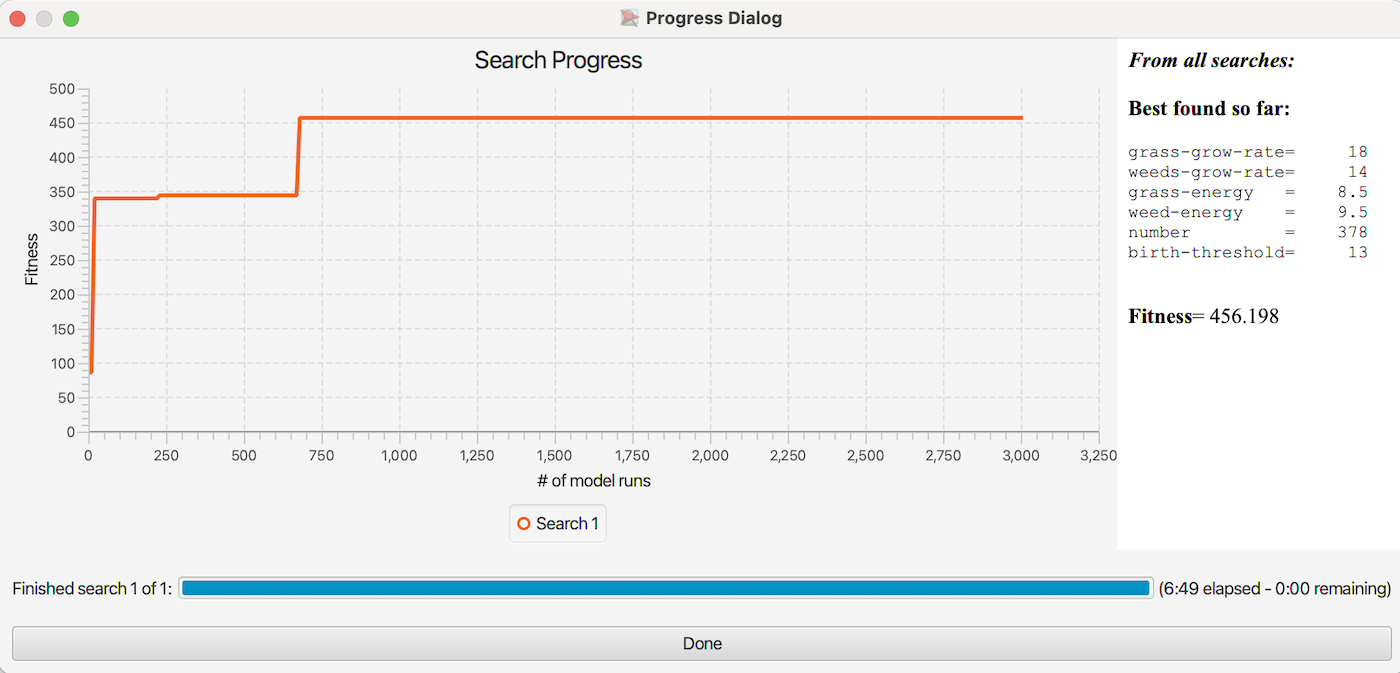 Progress Dialog
Search Progress
Fitness
500
450
400
350
300
250
200
150
100
50
0
0 250 500 750 1,000 1,250 1,500 1,750 2,000 2,250 2,500 2,750 3,000 3,250
# of model runs
Search 1
From all searches:
Best found so far:
grass-grow-rate= 18
weeds-grow-rate= 14
grass-energy = 8.5
weed-energy = 9.5
number = 378
birth-threshold= 13
Fitness= 456.198
Finished search 1 of 1: (6:49 elapsed - 0:00 remaining)
Done